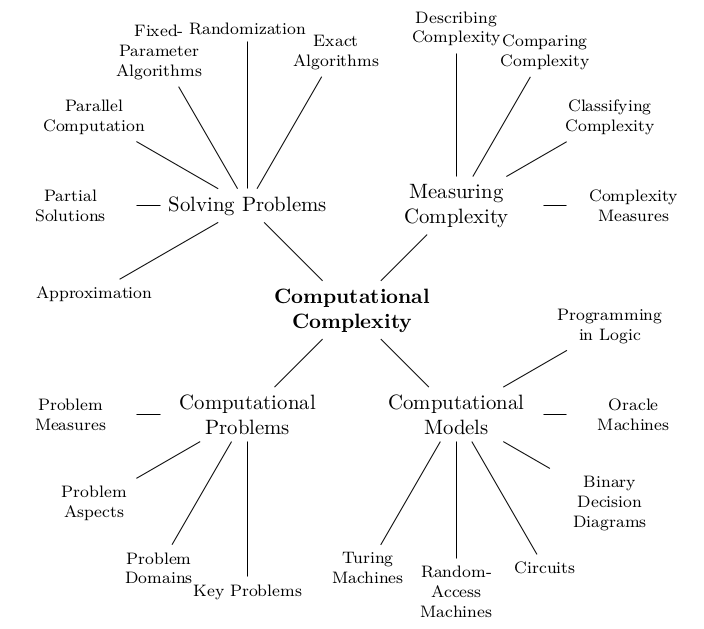 Fixed-
Parameter
Algorithms
Randomization
Exact
Algorithms
Describing
Complexity
Comparing
Complexity
Parallel
Computation
Classifying
Complexity
Partial
Solutions
Solving Problems
Measuring
Complexity
Complexity
Measures
Approximation
Computational
Complexity
Programming
in Logic
Problem
Measures
Computational
Problems
Computational
Models
Oracle
Machines
Problem
Aspects
Binary
Decision
Diagrams
Problem
Domains
Key Problems
Turing
Machines
Random-
Access
Machines
Circuits